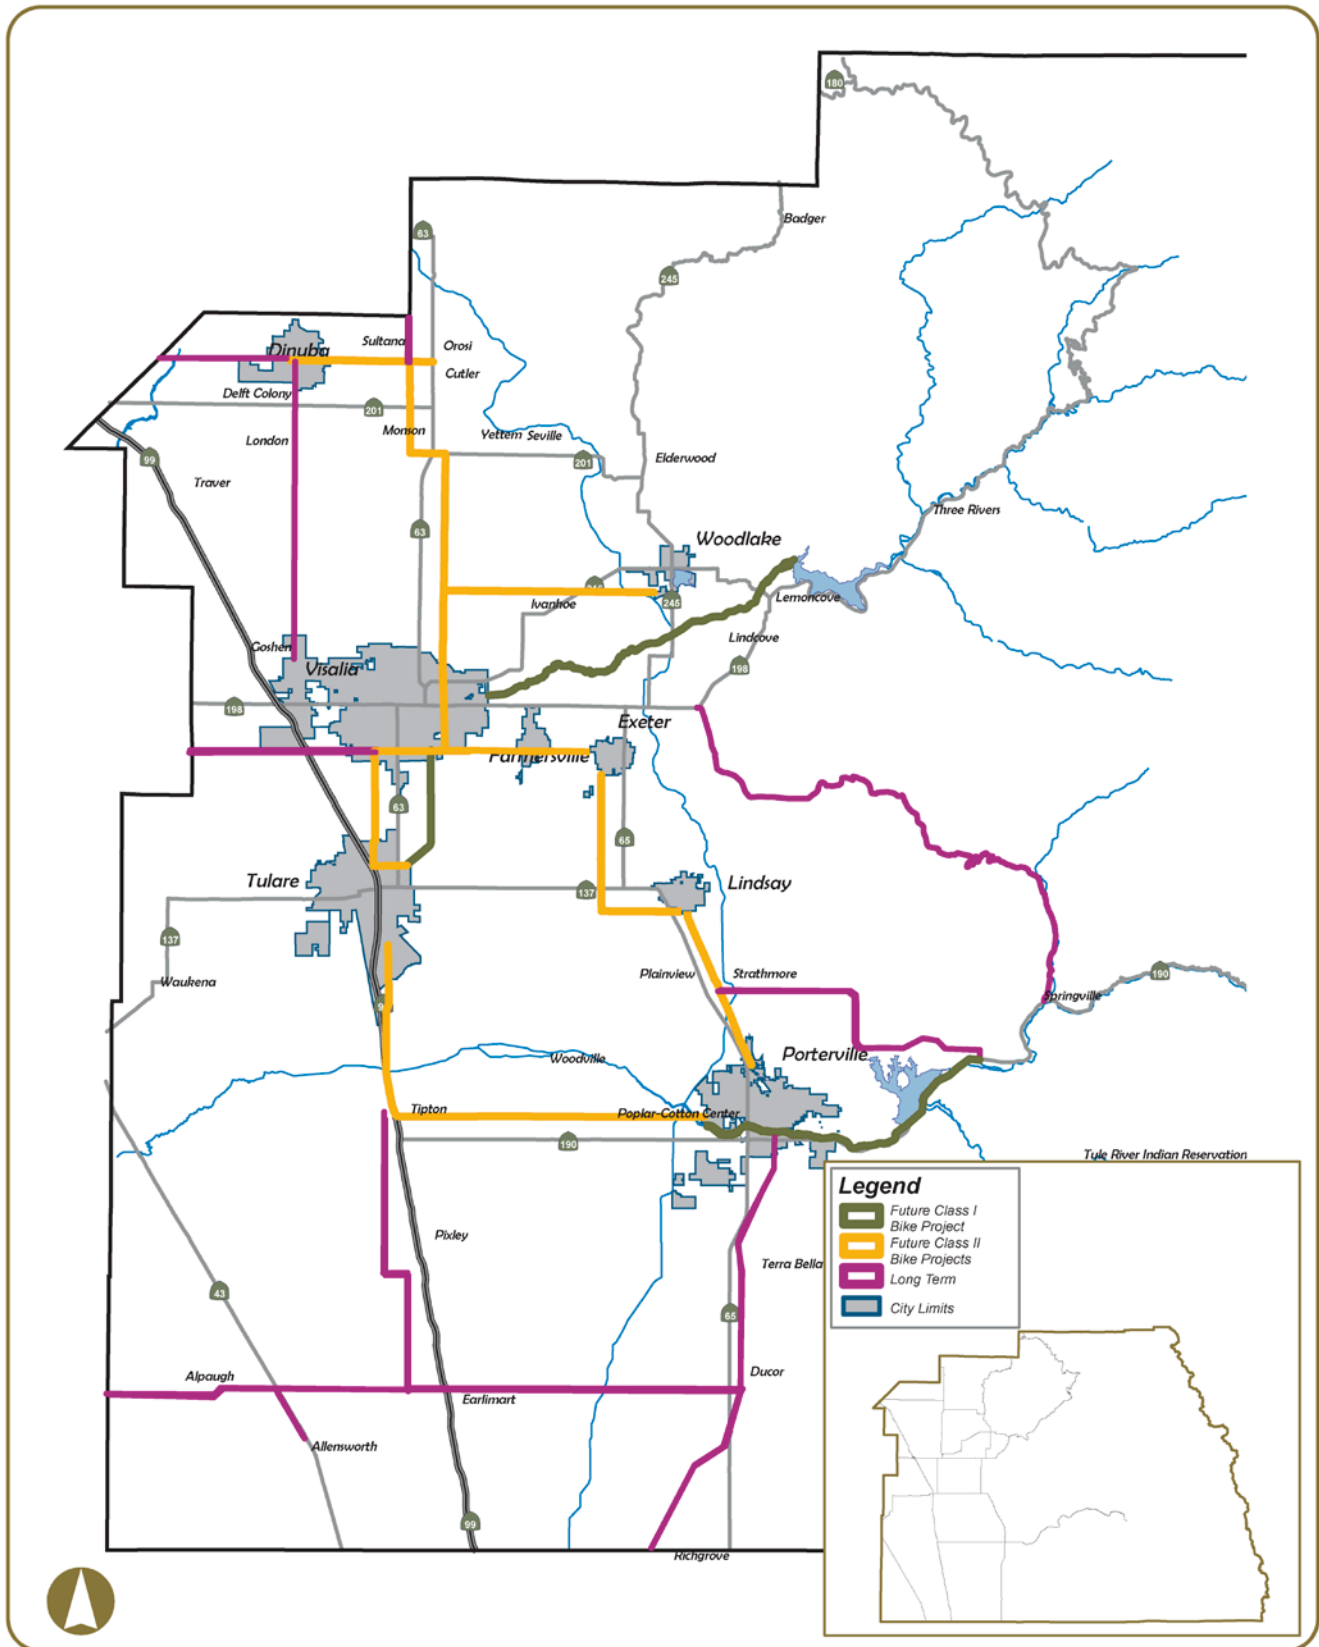 180
Badger
63
245
Sultana
Orosi
Dinuba
Cutler
Delft Colony
201
Monson
London
Yettem Seville
Elderwood
99
201
Traver
Three Rivers
63
Woodlake
245
Lemoncove
Ivanhoe
Lindcove
Goshen
Visalia
198
198
Exeter
Farmersville
63
65
Tulare
Lindsay
137
137
Plainview
Strathmore
190
Waukena
Springville
Woodville
Porterville
Tipton
Poplar-Cotton Center
190
Tule River Indian Reservation
Legend
Future Class I
Bike Project
Future Class II
Bike Projects
Long Term
City Limits
Pixley
Terra Bella
43
65
Alpaugh
Ducor
Earlimart
Allensworth
99
Richgrove